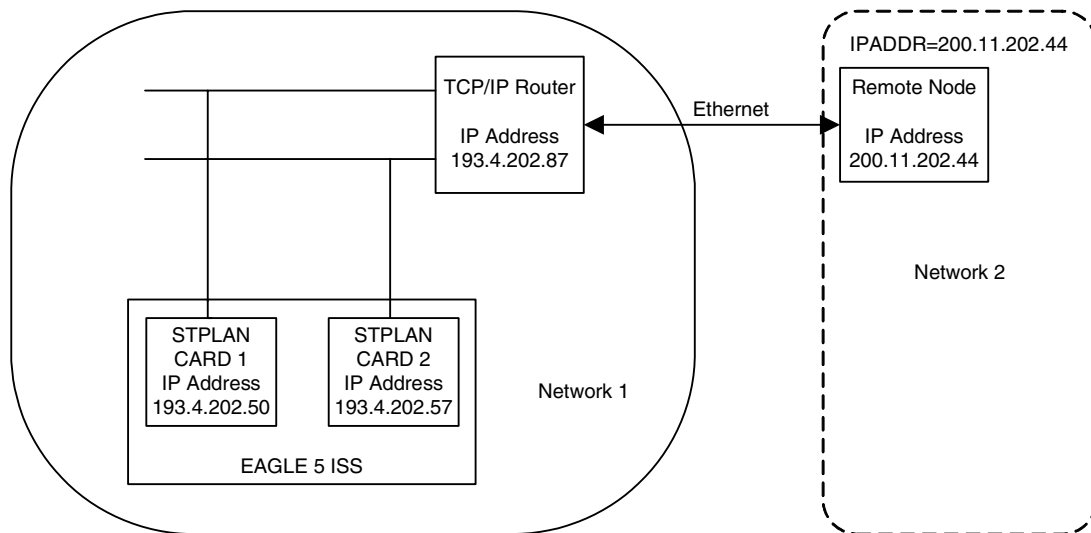 IPADDR=200.11.202.44
TCP/IP Router
IP Address
193.4.202.87
Ethernet
Remote Node
IP Address
200.11.202.44
Network 2
STPLAN
CARD 1
IP Address
193.4.202.50
STPLAN
CARD 2
IP Address
193.4.202.57
Network 1
EAGLE 5 ISS